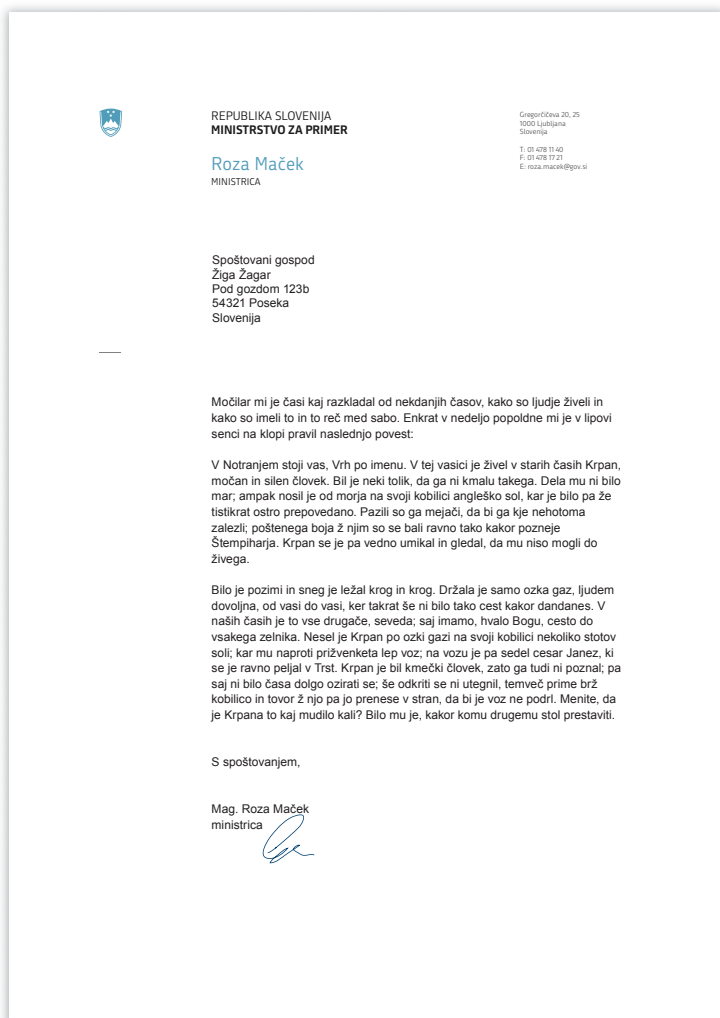 REPUBLIKA SLOVENIJA
MINISTRSTVO ZA PRIMER
Roza Maček
MINISTRICA
Gregorčičeva 20, 25
1000 Ljubljana
Slovenija
T: 01 478 11 40
F: 01 478 17 21
E: roza.macek@gov.si
Spoštovani gospod
Žiga Žagar
Pod gozdom 123b
54321 Poseka
Slovenija
Močilar mi je časi kaj razkladal od nekdanjih časov, kako so ljudje živeli in
kako so imeli to in to reč med sabo. Enkrat v nedeljo popoldne mi je v lipovi
senci na klopi pravil naslednjo povest:
V Notranjem stoji vas, Vrh po imenu. V tej vasici je živel v starih časih Krpan,
močan in silen človek. Bil je neki tolik, da ga ni kmalu takega. Dela mu ni bilo
mar; ampak nosil je od morja na svoji kobilici angleško sol, kar je bilo pa že
tistikrat ostro prepovedano. Pazili so ga mejači, da bi ga kje nehotoma
zalezli; poštenega boja ž njim so se bali ravno tako kakor pozneje
Štempiharja. Krpan se je pa vedno umikal in gledal, da mu niso mogli do
živega.
Bilo je pozimi in sneg je ležal krog in krog. Držala je samo ozka gaz, ljudem
dovoljna, od vasi do vasi, ker takrat še ni bilo tako cest kakor dandanes. V
naših časih je to vse drugače, seveda; saj imamo, hvalo Bogu, cesto do
vsakega zelnika. Nesel je Krpan po ozki gazi na svoji kobilici nekoliko stotov
soli; kar mu naproti prižvenketa lep voz; na vozu je pa sedel cesar Janez, ki
se je ravno peljal v Trst. Krpan je bil kmečki človek, zato ga tudi ni poznal; pa
saj ni bilo časa dolgo ozirati se; še odkriti se ni utegnil, temveč prime brž
kobilico in tovor ž njo pa jo prenese v stran, da bi je voz ne podrl. Menite, da
je Krpana to kaj mudilo kali? Bilo mu je, kakor komu drugemu stol prestaviti.
S spoštovanjem,
Mag. Roza Maček
ministrica